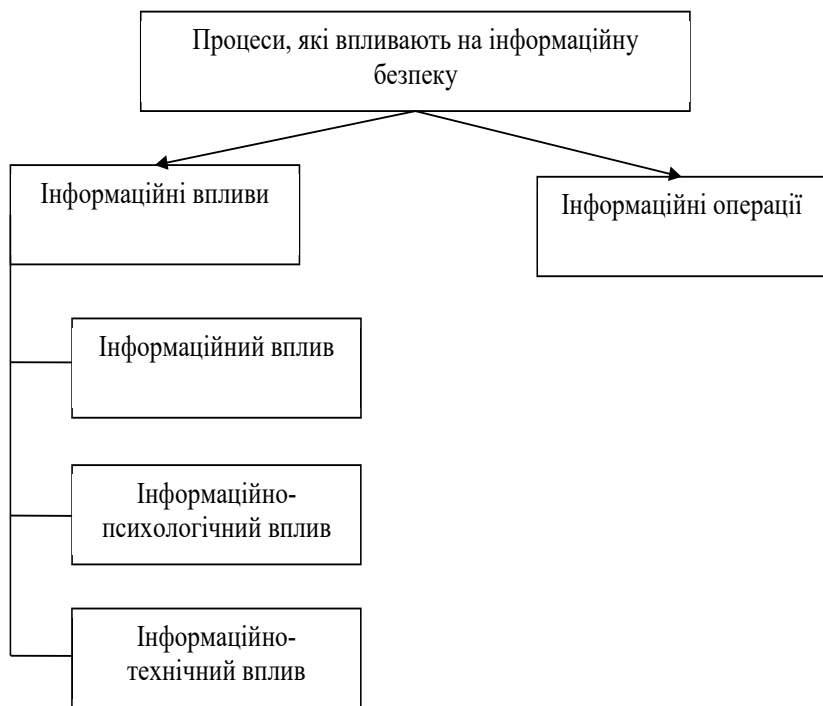 Процеси, які впливають на інформаційну
безпеку
Інформаційні впливи
Інформаційні операції
Інформаційний вплив
Інформаційно-
психологічний вплив
Інформаційно-
технічний вплив